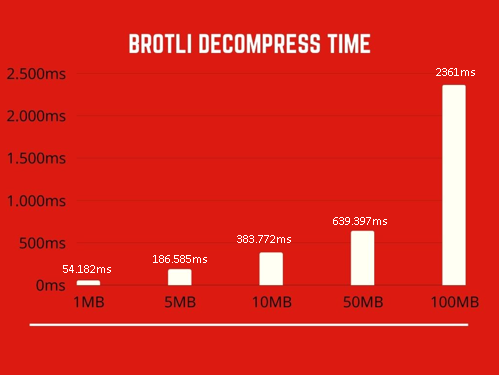 BROTLI DECOMPRESS TIME
2.500ms
2361ms
2.000ms
1.500ms
1.000ms
639.397ms
500ms
383.772ms
186.585ms
54.182ms
0ms
1MB 5MB 10MB 50MB 100MB